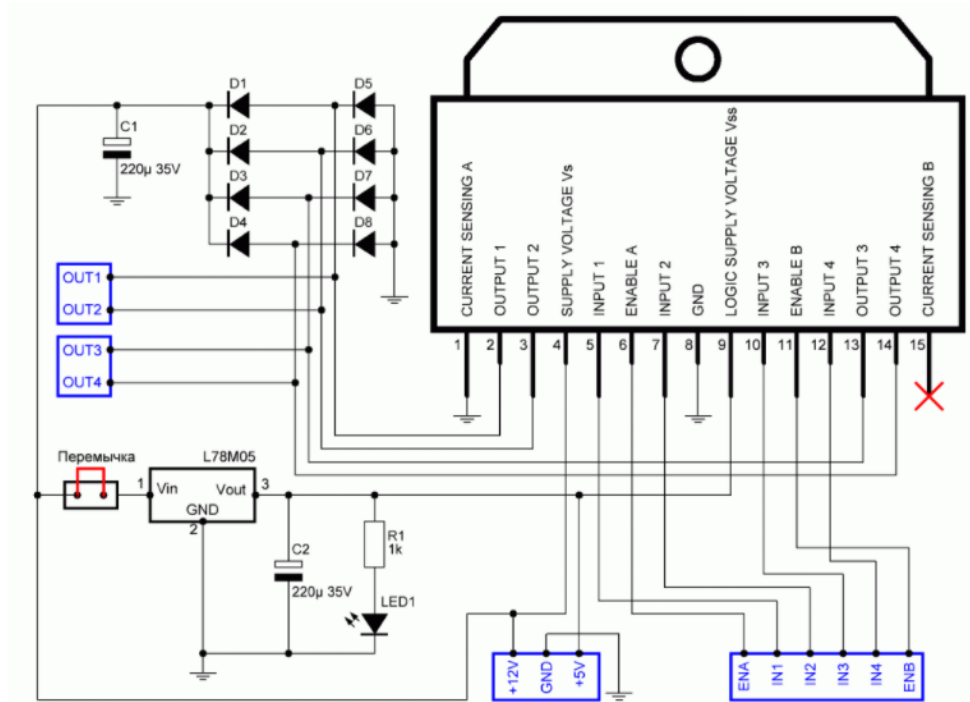 D1
D5
C1
220µ 35V
D2
D6
D3
D7
D4
D8
OUT1
OUT2
OUT3
OUT4
CURRENT SENSING A
OUTPUT 1
OUTPUT 2
SUPPLY VOLTAGE Vs
INPUT 1
ENABLE A
INPUT 2
GND
LOGIC SUPPLY VOLTAGE Vss
INPUT 3
ENABLE B
INPUT 4
OUTPUT 3
OUTPUT 4
CURRENT SENSING B
1 2 3 4 5 6 7 8 9 10 11 12 13 14 15
Перемычка
L78M05
1 Vin Vout 3
GND
2
C2
220µ 35V
R1
1k
LED1
+12V
GND
+5V
ENA
IN1
IN2
IN3
IN4
ENB